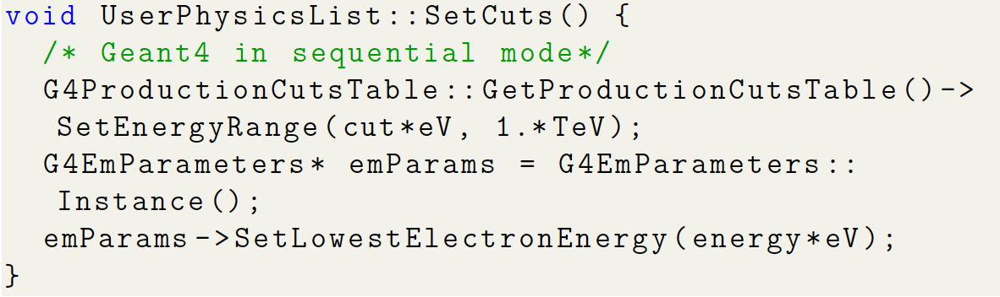 void UserPhysicsList::SetCuts() {
/* Geant4 in sequential mode*/
G4ProductionCutsTable::GetProductionCutsTable()->
SetEnergyRange(cut*eV, 1.*TeV);
G4EmParameters* emParams = G4EmParameters::
Instance();
emParams->SetLowestElectronEnergy(energy*eV);
}